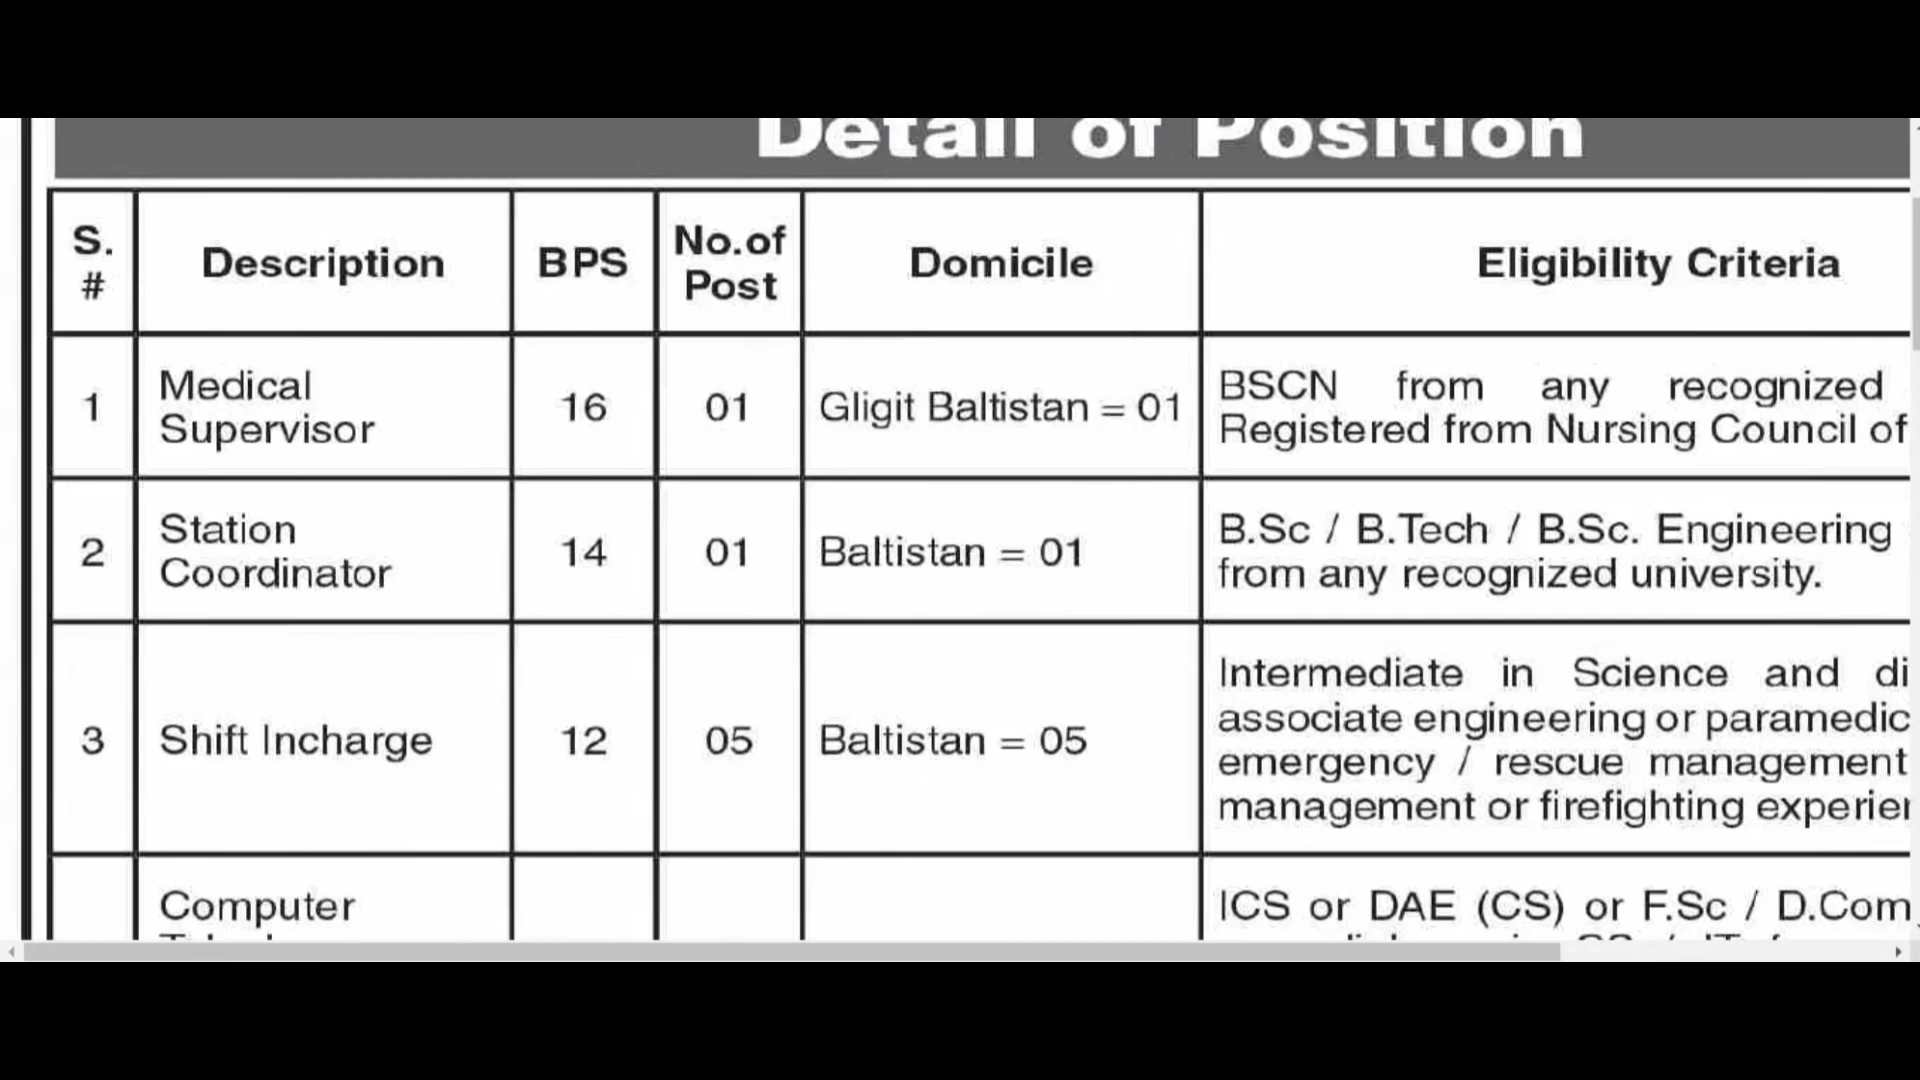 Detail of Position
S.
#
Description
BPS
No.of
Post
Domicile
Eligibility Criteria
1
Medical
Supervisor
16
01
Gligit Baltistan = 01
BSCN from any recognized
Registered from Nursing Council of
2
Station
Coordinator
14
01
Baltistan = 01
B.Sc / B.Tech / B.Sc. Engineering
from any recognized university.
3
Shift Incharge
12
05
Baltistan = 05
Intermediate in Science and
associate engineering or
emergency / rescue management
management or firefighting
Computer
ICS or DAE (CS) or F.Sc / D.Com